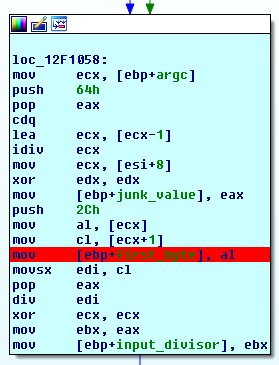 loc_12F1058:
mov ecx, [ebp+argc]
push 64h
pop eax
cdq
lea ecx, [ecx-1]
idiv ecx
mov ecx, [esi+8]
xor edx, edx
mov [ebp+junk_value], eax
push 2Ch
mov al, [ecx]
mov cl, [ecx+1]
mov [ebp+first_byte], al
movsx edi, cl
pop eax
div edi
xor ecx, ecx
mov ebx, eax
mov [ebp+input_divisor], ebx